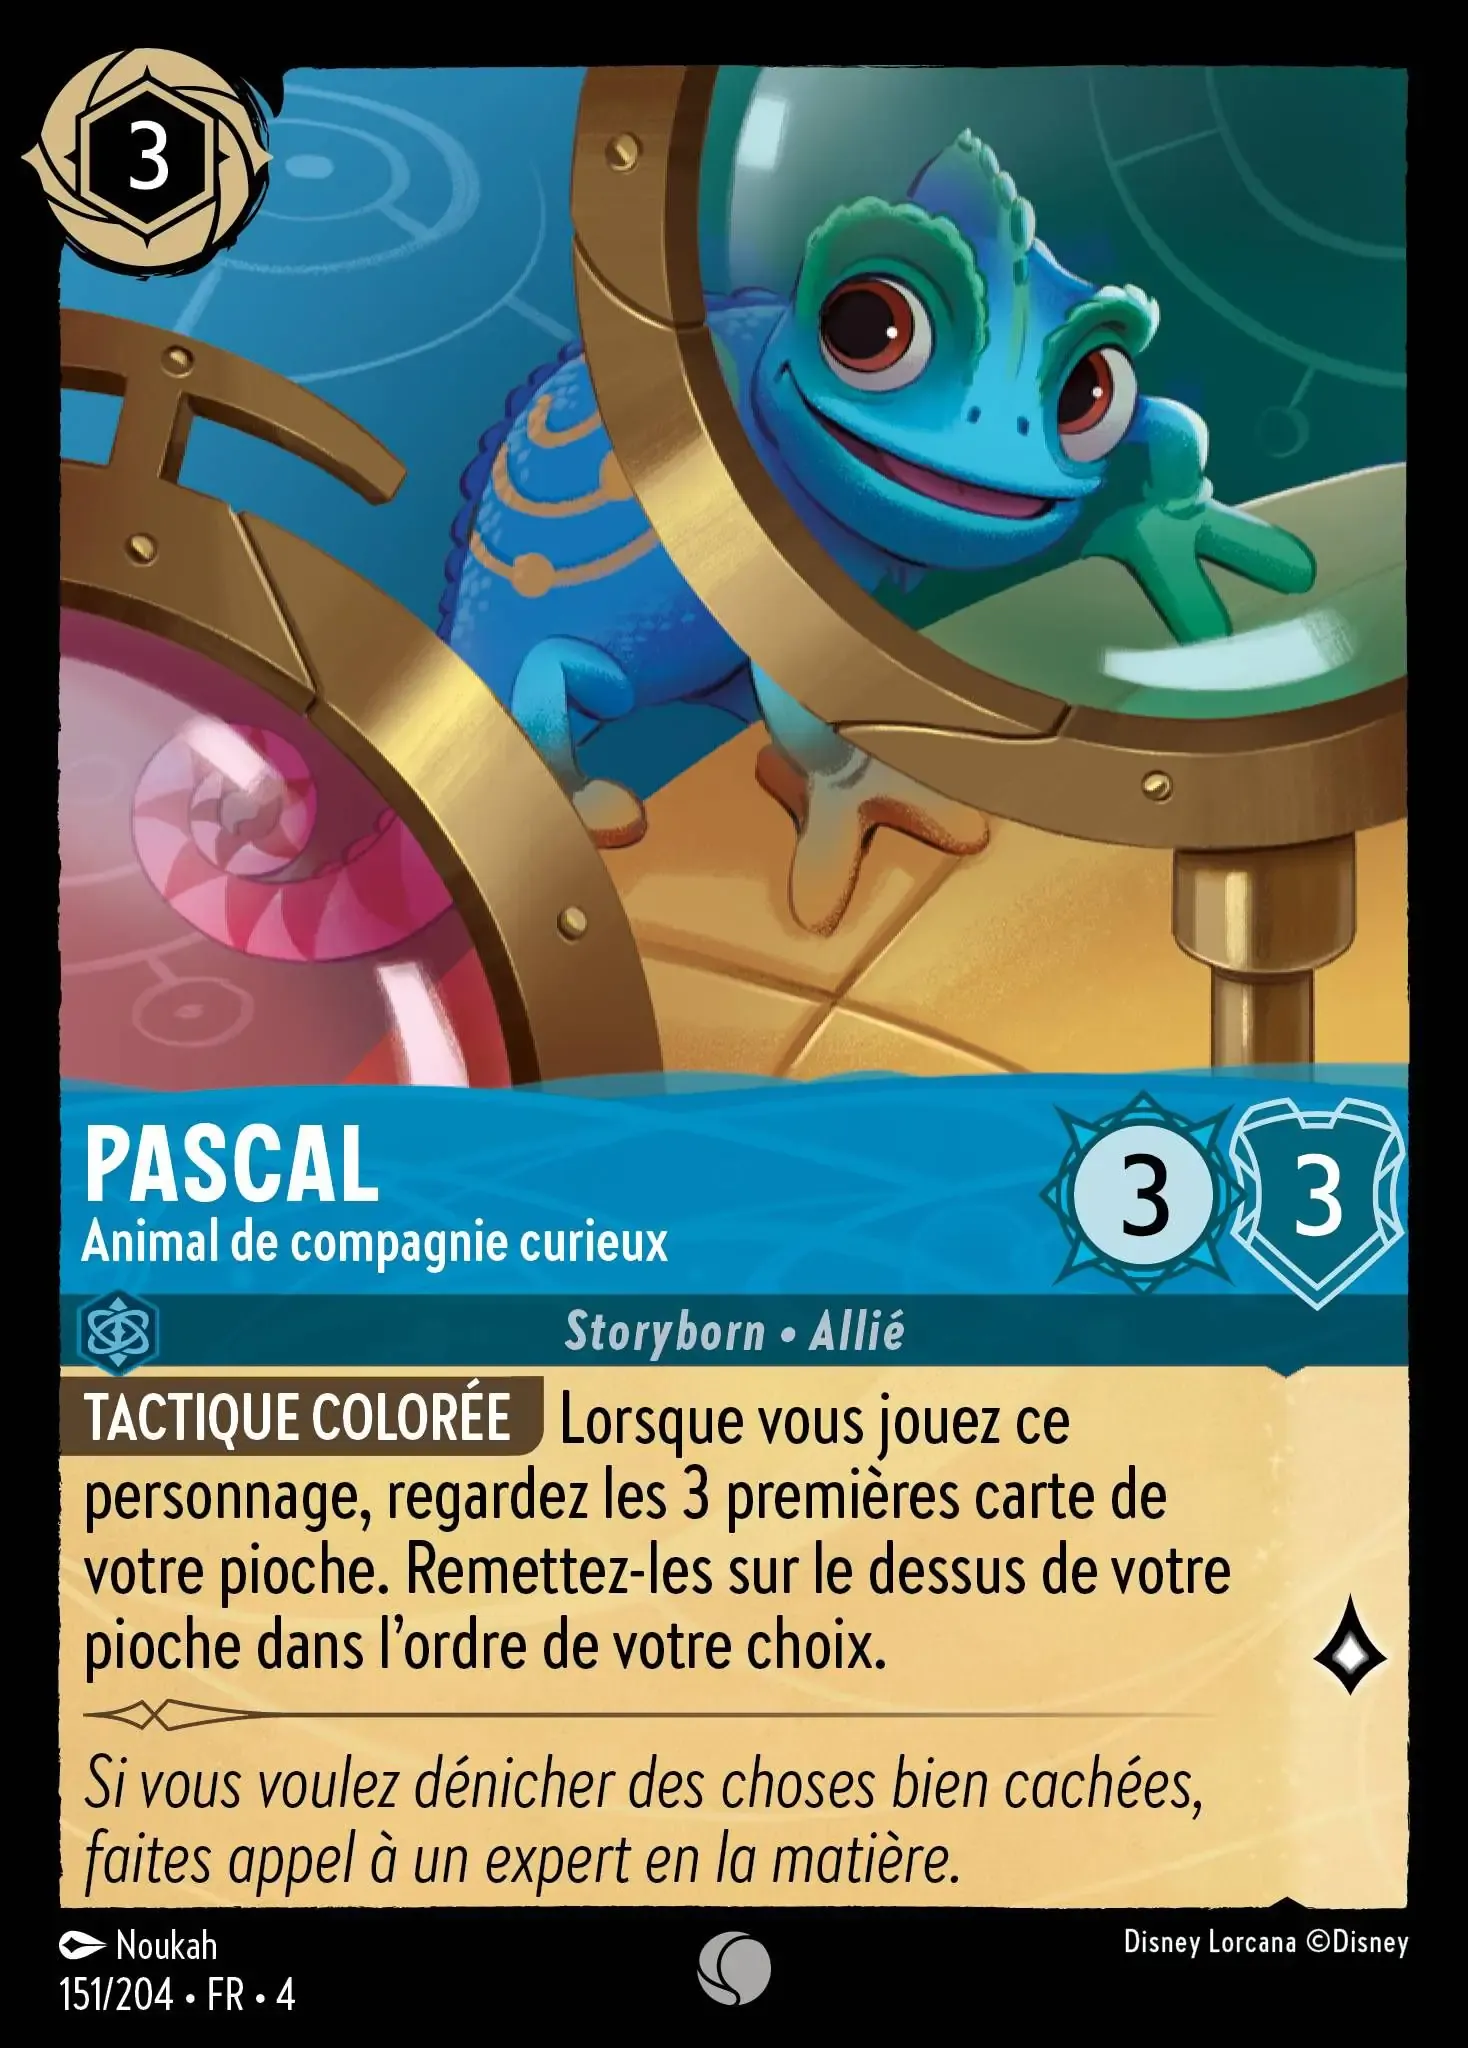 3
PASCAL
Animal de compagnie curieux
3
3
Storyborn • Allié
TACTIQUE COLORÉE Lorsque vous jouez ce
personnage, regardez les 3 premières carte de
votre pioche. Remettez-les sur le dessus de votre
pioche dans l’ordre de votre choix.
Si vous voulez dénicher des choses bien cachées,
faites appel à un expert en la matière.
Noukah
Disney Lorcana ©Disney
151/204 • FR • 4